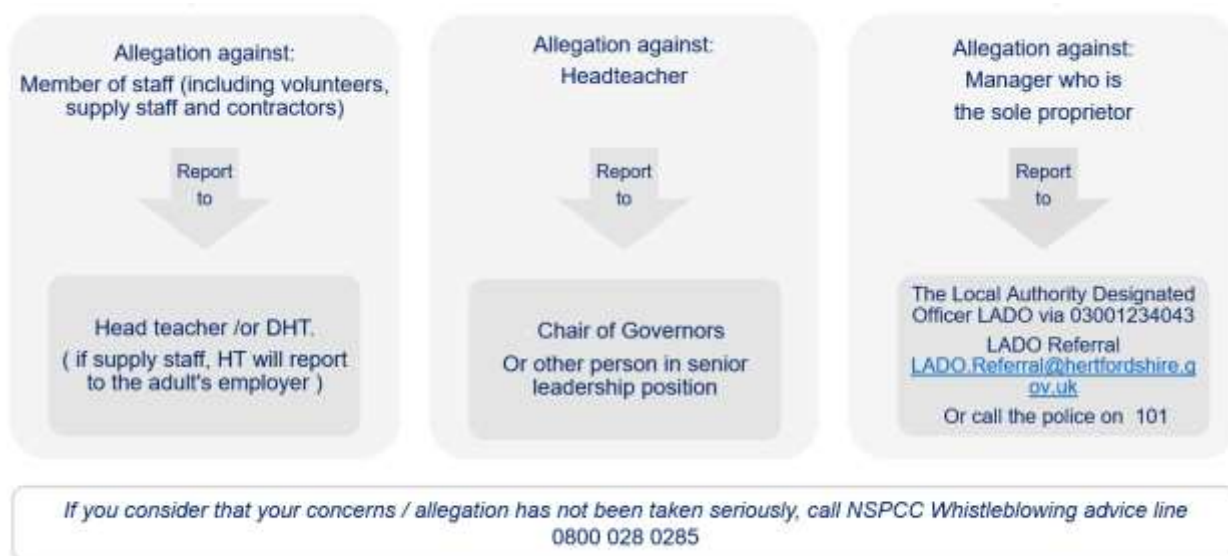 Allegation against:
Member of staff (including volunteers,
supply staff and contractors)
Report
to
Head teacher /or DHT.
( if supply staff, HT will report
to the adult's employer )
Allegation against:
Headteacher
Report
to
Chair of Governors
Or other person in senior
leadership position
Allegation against:
Manager who is
the sole proprietor
Report
to
The Local Authority Designated
Officer LADO via 03001234043
LADO Referral
LADO.Referral@hertfordshire.g
ov.uk
Or call the police on 101
If you consider that your concerns / allegation has not been taken seriously, call NSPCC Whistleblowing advice line
0800 028 0285